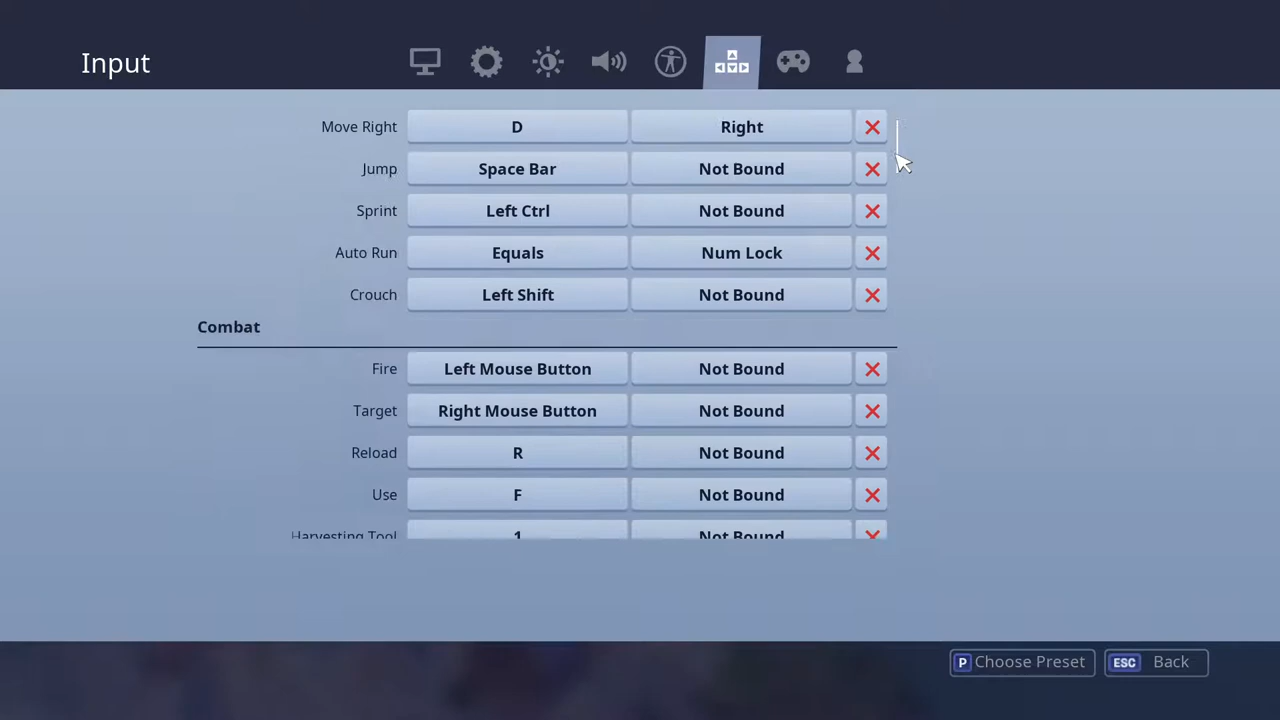 Input
Move Right D Right
Jump Space Bar Not Bound
Sprint Left Ctrl Not Bound
Auto Run Equals Num Lock
Crouch Left Shift Not Bound
Combat
Fire Left Mouse Button Not Bound
Target Right Mouse Button Not Bound
Reload R Not Bound
Use F Not Bound
Harvesting Tool 1 Not Bound
P Choose Preset ESC Back